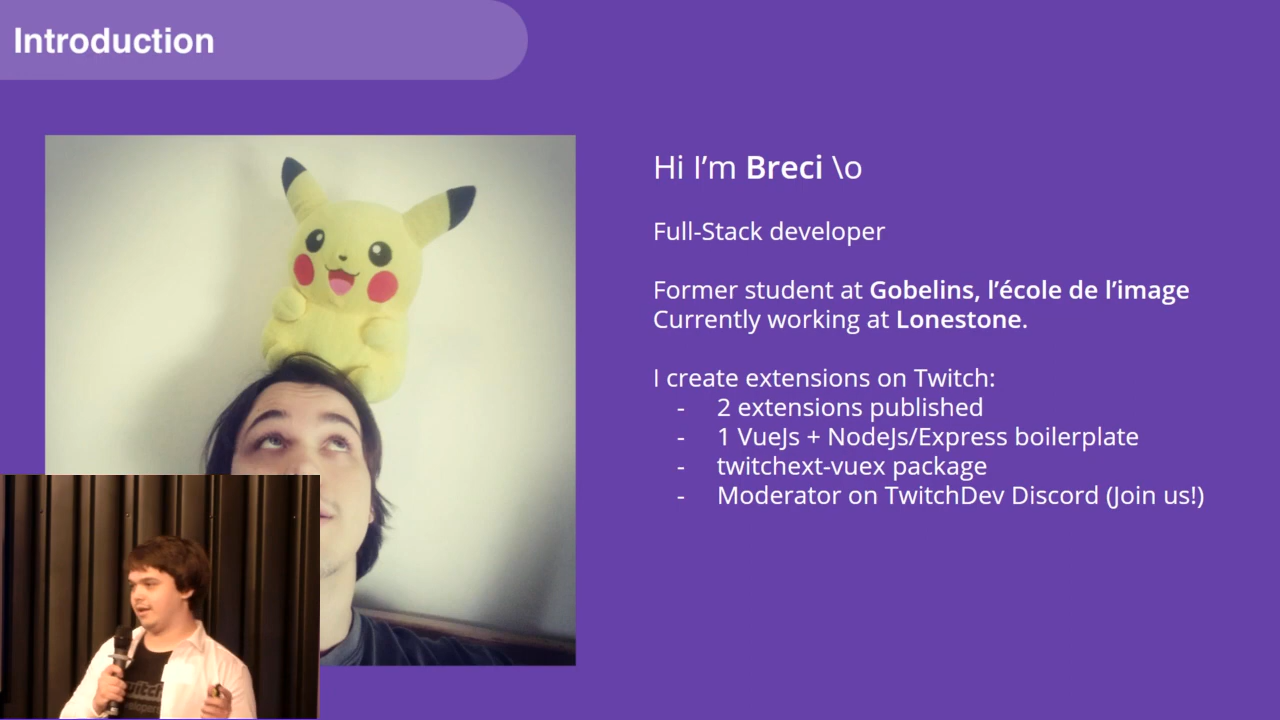 Introduction
Hi I’m Breci \o
Full-Stack developer
Former student at Gobelins, l’école de l’image
Currently working at Lonestone.
I create extensions on Twitch:
- 2 extensions published
- 1 VueJs + NodeJs/Express boilerplate
- twitchext-vuex package
- Moderator on TwitchDev Discord (Join us!)